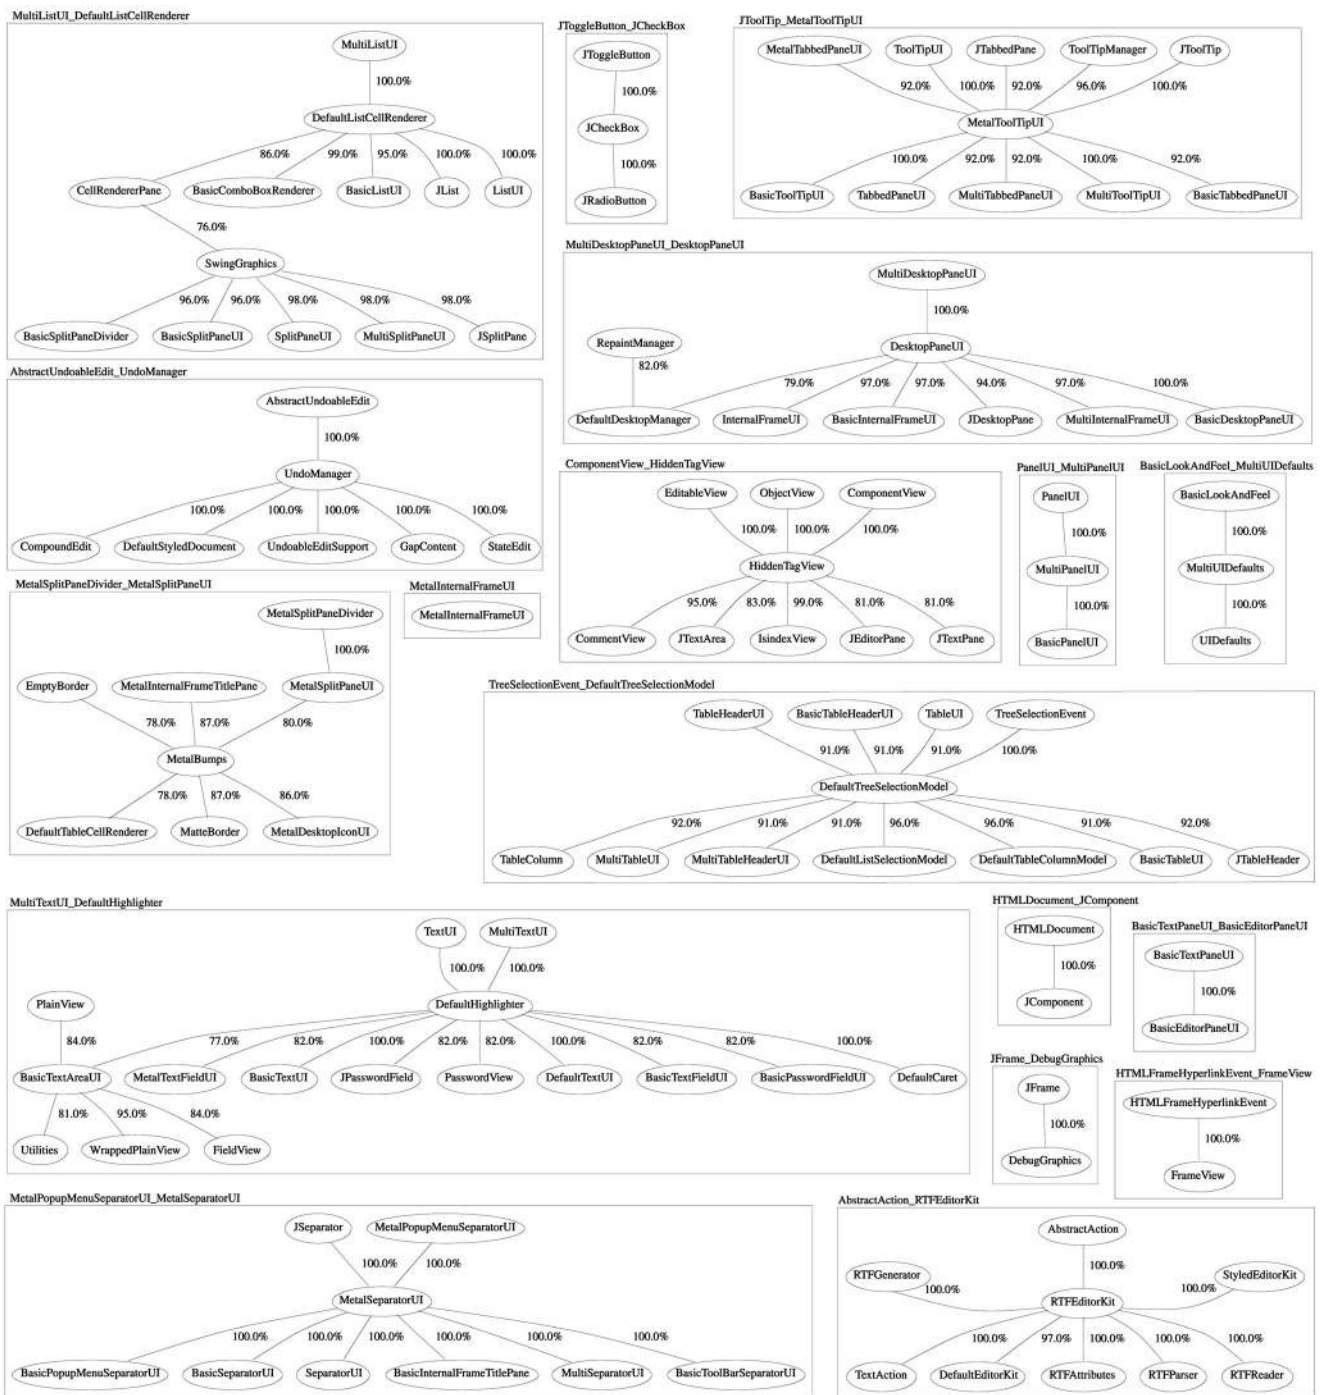 MultiListUI_DefaultListCellRenderer
MultiListUI
100.0%
DefaultListCellRenderer
86.0% 99.0% 95.0% 100.0% 100.0%
CellRendererPane BasicComboBoxRenderer BasicListUI JList ListUI
76.0%
SwingGraphics
96.0% 96.0% 98.0% 98.0% 98.0%
BasicSplitPaneDivider BasicSplitPaneUI SplitPaneUI MultiSplitPaneUI JSplitPane
JToggleButton_JCheckBox
JToggleButton
100.0%
JCheckBox
100.0%
JRadioButton
JToolTip_MetalToolTipUI
MetalTabbedPaneUI ToolTipUI JTabbedPane ToolTipManager JToolTip
92.0% 100.0% 92.0% 96.0% 100.0%
MetalToolTipUI
100.0% 92.0% 92.0% 100.0% 92.0%
BasicToolTipUI TabbedPaneUI MultiTabbedPaneUI MultiToolTipUI BasicTabbedPaneUI
MultiDesktopPaneUI_DesktopPaneUI
MultiDesktopPaneUI
100.0%
RepaintManager DesktopPaneUI
82.0% 79.0% 97.0% 97.0% 94.0% 97.0% 100.0%
DefaultDesktopManager InternalFrameUI BasicInternalFrameUI JDesktopPane MultiInternalFrameUI BasicDesktopPaneUI
AbstractUndoableEdit_UndoManager
AbstractUndoableEdit
100.0%
UndoManager
100.0% 100.0% 100.0% 100.0% 100.0%
CompoundEdit DefaultStyledDocument UndoableEditSupport GapContent StateEdit
ComponentView_HiddenTagView
EditableView ObjectView ComponentView
100.0% 100.0% 100.0%
HiddenTagView
95.0% 83.0% 99.0% 81.0% 81.0%
CommentView JTextArea IsindexView JEditorPane JTextPane
PanelUI_MultiPanelUI
PanelUI
100.0%
MultiPanelUI
100.0%
BasicPanelUI
BasicLookAndFeel_MultiUIDefaults
BasicLookAndFeel
100.0%
MultiUIDefaults
100.0%
UIDefaults
MetalSplitPaneDivider_MetalSplitPaneUI
MetalSplitPaneDivider
100.0%
EmptyBorder MetalInternalFrameTitlePane MetalSplitPaneUI
78.0% 87.0% 80.0%
MetalBumps
78.0% 87.0% 86.0%
DefaultTableCellRenderer MatteBorder MetalDesktopIconUI
MetalInternalFrameUI
MetalInternalFrameUI
TreeSelectionEvent_DefaultTreeSelectionModel
TableHeaderUI BasicTableHeaderUI TableUI TreeSelectionEvent
91.0% 91.0% 91.0% 100.0%
DefaultTreeSelectionModel
92.0% 91.0% 91.0% 96.0% 96.0% 91.0% 92.0%
TableColumn MultiTableUI MultiTableHeaderUI DefaultListSelectionModel DefaultTableColumnModel BasicTableUI JTableHeader
MultiTextUI_DefaultHighlighter
TextUI MultiTextUI
100.0% 100.0%
PlainView DefaultHighlighter
84.0% 77.0% 82.0% 100.0% 82.0% 82.0% 100.0% 82.0% 82.0% 100.0%
BasicTextAreaUI MetalTextFieldUI BasicTextUI JPasswordField PasswordView DefaultTextUI BasicTextFieldUI BasicPasswordFieldUI DefaultCaret
81.0% 95.0% 84.0%
Utilities WrappedPlainView FieldView
HTMLDocument_JComponent
HTMLDocument
100.0%
JComponent
BasicTextPaneUI_BasicEditorPaneUI
BasicTextPaneUI
100.0%
BasicEditorPaneUI
JFrame_DebugGraphics
JFrame
100.0%
DebugGraphics
HTMLFrameHyperlinkEvent_FrameView
HTMLFrameHyperlinkEvent
100.0%
FrameView
MetalPopupMenuSeparatorUI_MetalSeparatorUI
JSeparator MetalPopupMenuSeparatorUI
100.0% 100.0%
MetalSeparatorUI
100.0% 100.0% 100.0% 100.0% 100.0% 100.0%
BasicPopupMenuSeparatorUI BasicSeparatorUI SeparatorUI BasicInternalFrameTitlePane MultiSeparatorUI BasicToolBarSeparatorUI
AbstractAction_RTFEditorKit
AbstractAction
100.0%
RTFGenerator StyledEditorKit
100.0% 100.0%
RTFEditorKit
100.0% 97.0% 100.0% 100.0% 100.0%
TextAction DefaultEditorKit RTFAttributes RTFParser RTFReader